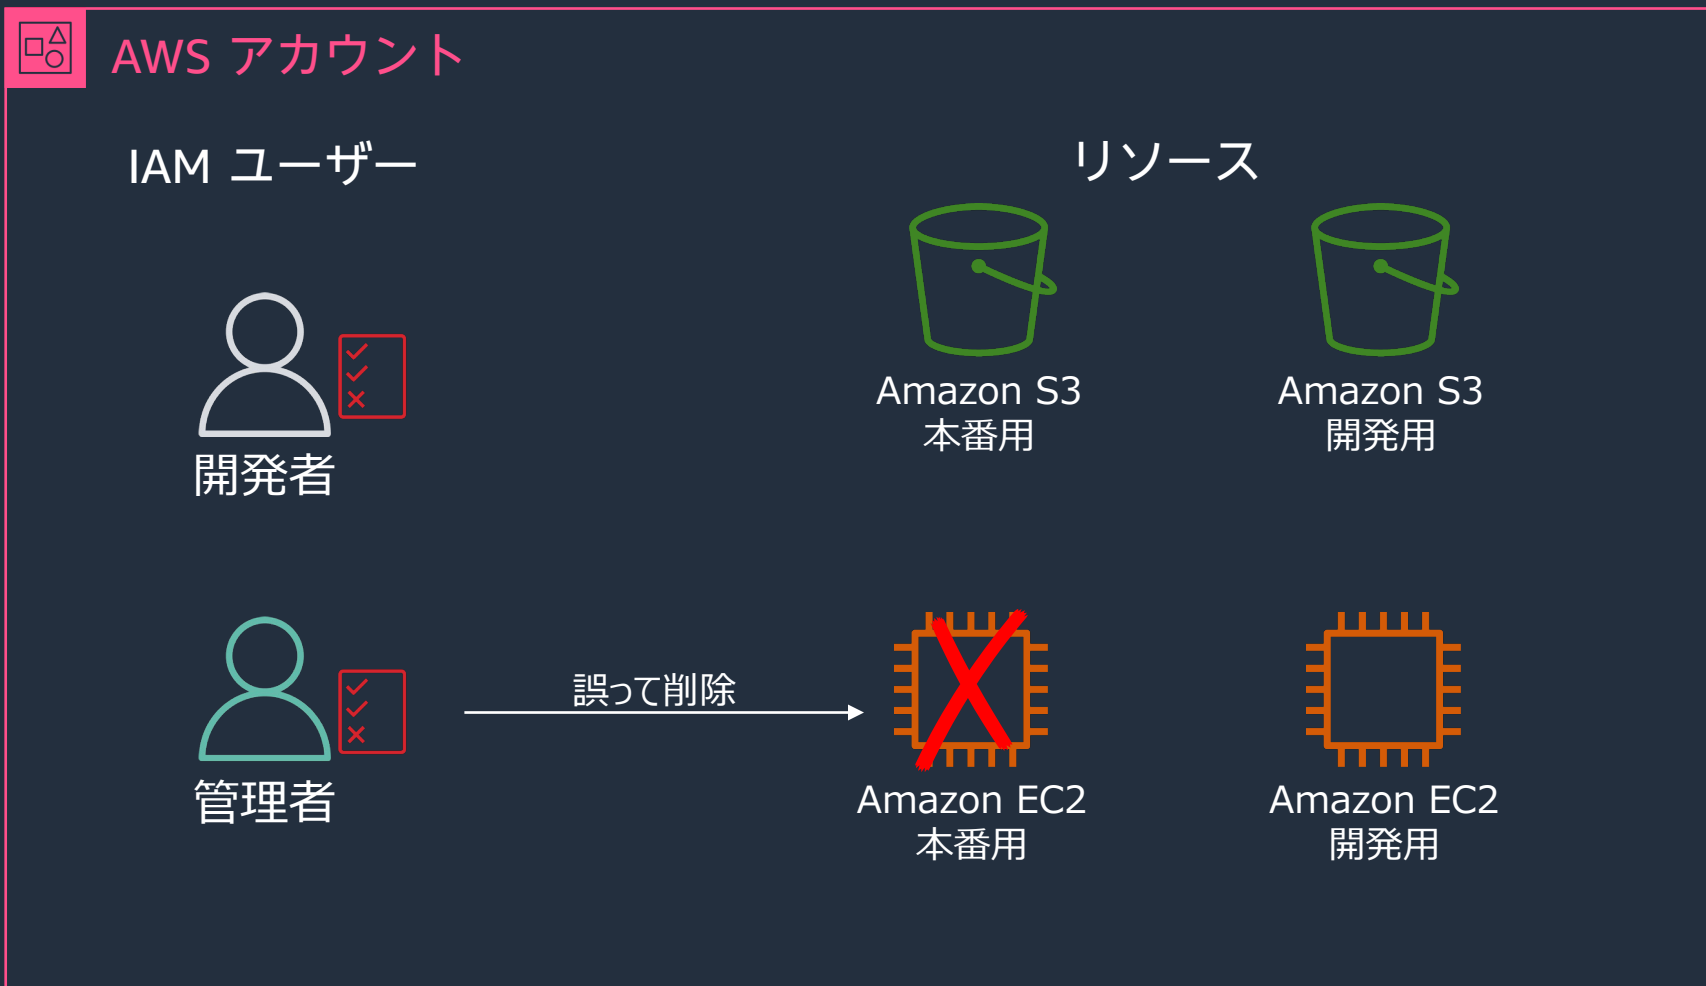 AWS アカウント
IAM ユーザー
リソース
Amazon S3
本番用
Amazon S3
開発用
開発者
誤って削除
管理者
Amazon EC2
本番用
Amazon EC2
開発用